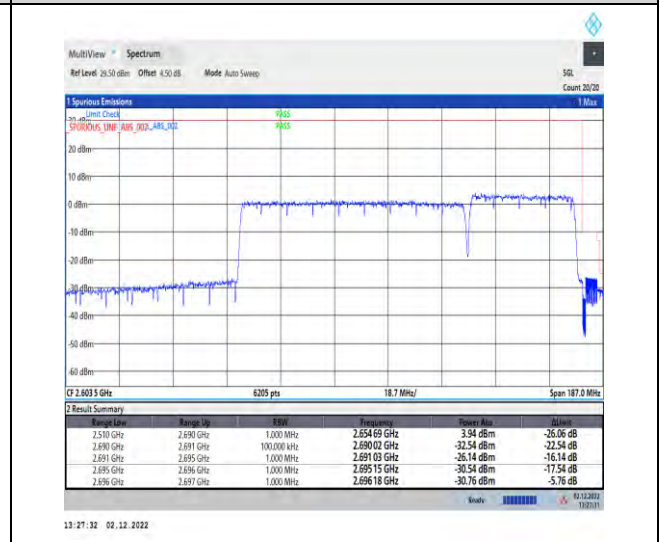 MultiView Spectrum
Ref Level 29.50 dBm Offset 4.50 dB Mode Auto Sweep SGL
Count 20/20
1 Spurious Emissions 1 Max
Limit Check PASS
_SPURIOUS_LINE_ABS_002 _ABS_002 PASS
20 dBm
10 dBm
0 dBm
-10 dBm
-20 dBm
-30 dBm
-40 dBm
-50 dBm
-60 dBm
CF 2.603 5 GHz 6205 pts 18.7 MHz/ Span 187.0 MHz
2 Result Summary
Range Low Range Up RBW Frequency Power Abs ΔLimit
2.510 GHz 2.690 GHz 1.000 MHz 2.654 69 GHz 3.94 dBm -26.06 dB
2.690 GHz 2.691 GHz 100.000 kHz 2.690 02 GHz -32.54 dBm -22.54 dB
2.691 GHz 2.695 GHz 1.000 MHz 2.691 03 GHz -26.14 dBm -16.14 dB
2.695 GHz 2.696 GHz 1.000 MHz 2.695 15 GHz -30.54 dBm -17.54 dB
2.696 GHz 2.697 GHz 1.000 MHz 2.696 18 GHz -30.76 dBm -5.76 dB
Ready 02.12.2022
13:27:31
13:27:32 02.12.2022